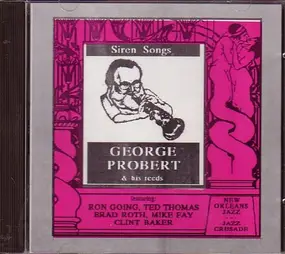 Siren Songs
GEORGE
PROBERT
& his reeds
featuring:
RON GOING, TED THOMAS
BRAD ROTH, MIKE FAY
CLINT BAKER
NEW
ORLEANS
JAZZ
JAZZ
CRUSADE